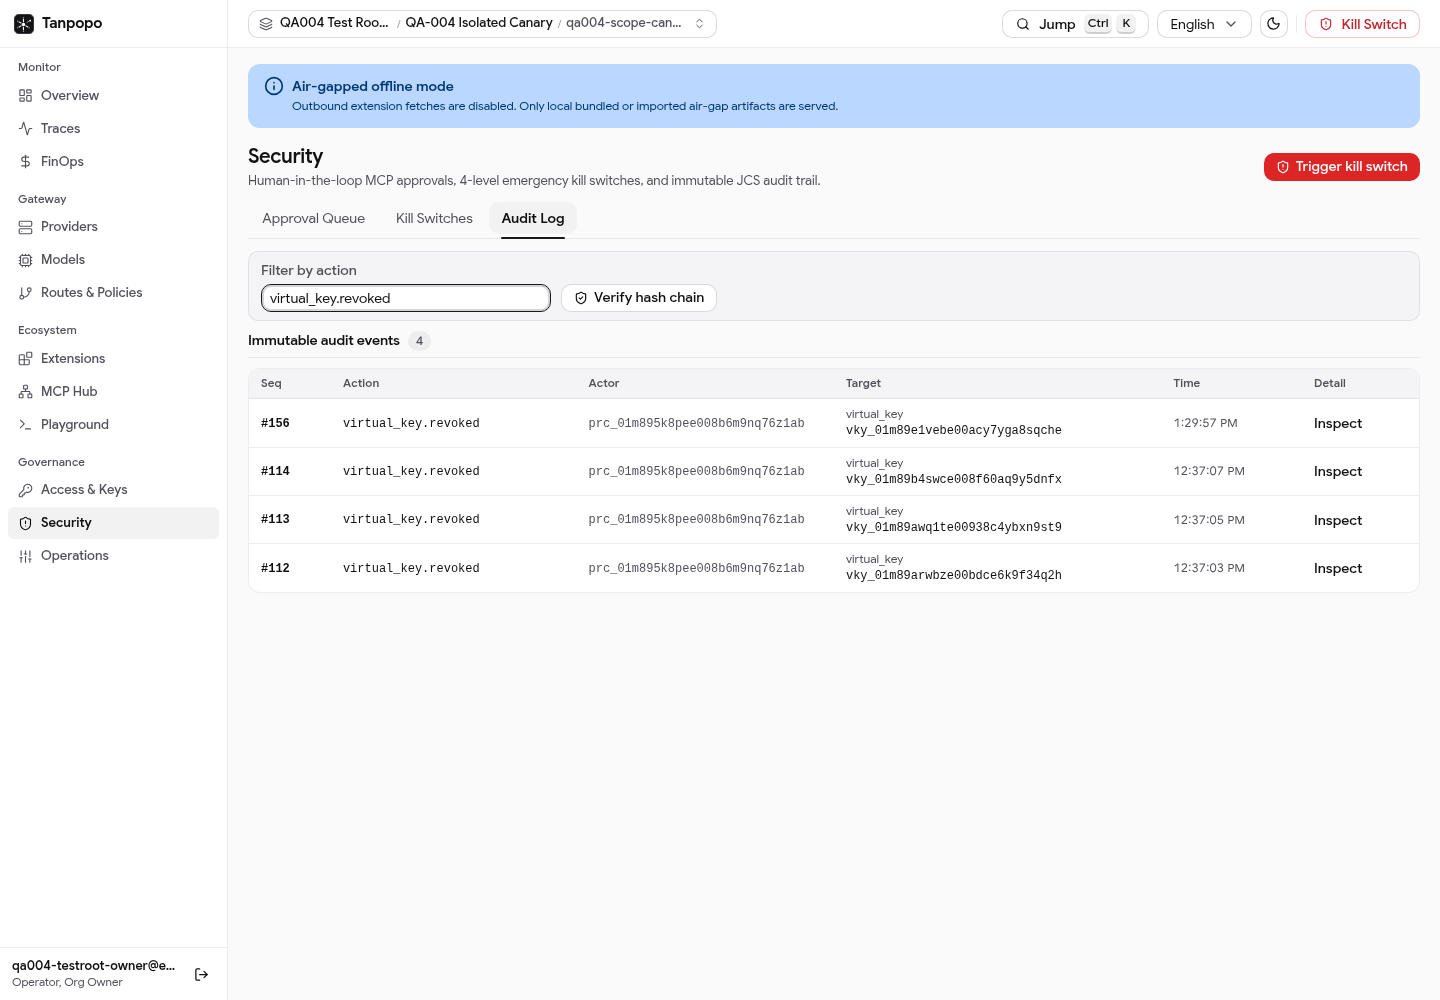 Tanpopo
QA004 Test Roo... / QA-004 Isolated Canary / qa004-scope-can...
Jump Ctrl K
English
Kill Switch
Monitor
Overview
Traces
FinOps
Gateway
Providers
Models
Routes & Policies
Ecosystem
Extensions
MCP Hub
Playground
Governance
Access & Keys
Security
Operations
qa004-testroot-owner@e...
Operator, Org Owner
Air-gapped offline mode
Outbound extension fetches are disabled. Only local bundled or imported air-gap artifacts are served.
Security
Human-in-the-loop MCP approvals, 4-level emergency kill switches, and immutable JCS audit trail.
Trigger kill switch
Approval Queue Kill Switches Audit Log
Filter by action
virtual_key.revoked
Verify hash chain
Immutable audit events 4
Seq Action Actor Target Time Detail
#156 virtual_key.revoked prc_01m895k8pee008b6m9nq76z1ab virtual_key 1:29:57 PM Inspect
vky_01m89e1vebe00acy7yga8sqche
#114 virtual_key.revoked prc_01m895k8pee008b6m9nq76z1ab virtual_key 12:37:07 PM Inspect
vky_01m89b4swce008f60aq9y5dnfx
#113 virtual_key.revoked prc_01m895k8pee008b6m9nq76z1ab virtual_key 12:37:05 PM Inspect
vky_01m89awq1te00938c4ybxn9st9
#112 virtual_key.revoked prc_01m895k8pee008b6m9nq76z1ab virtual_key 12:37:03 PM Inspect
vky_01m89arwbze00bdce6k9f34q2h